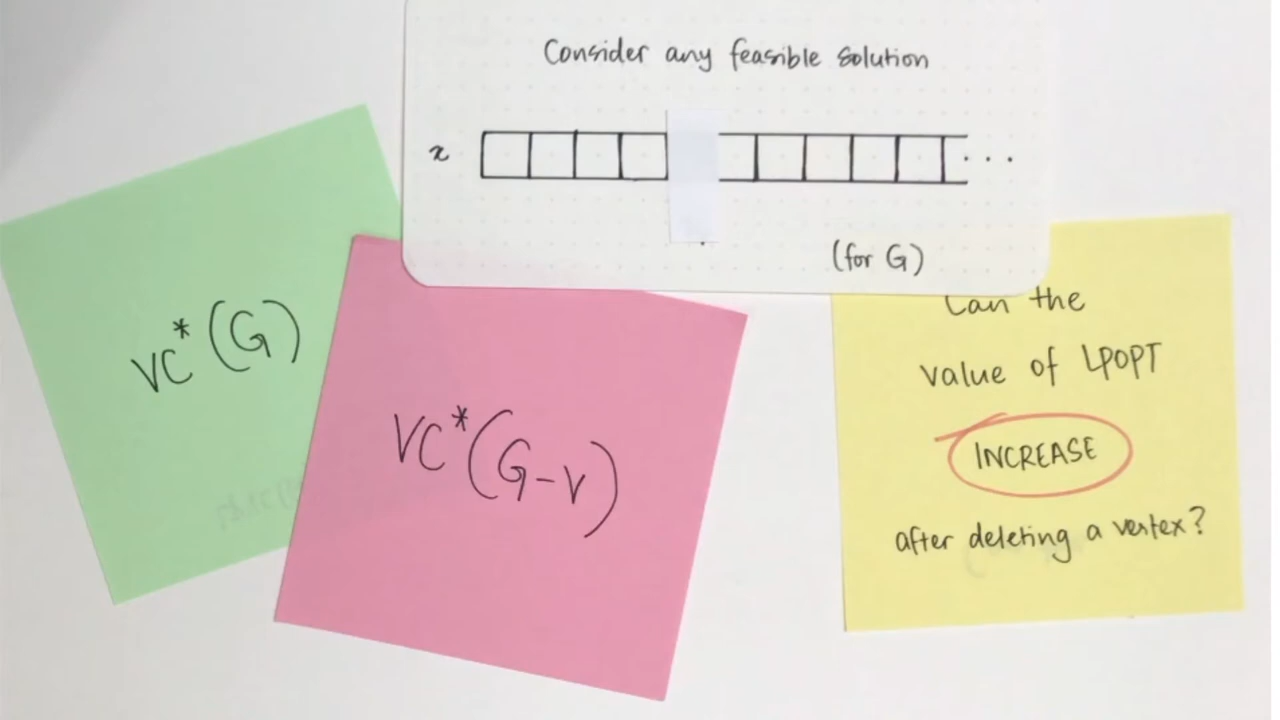 Consider any feasible solution
x
...
(for G)
VC*(G)
VC*(G-v)
Can the
value of LPOPT
INCREASE
after deleting a vertex?